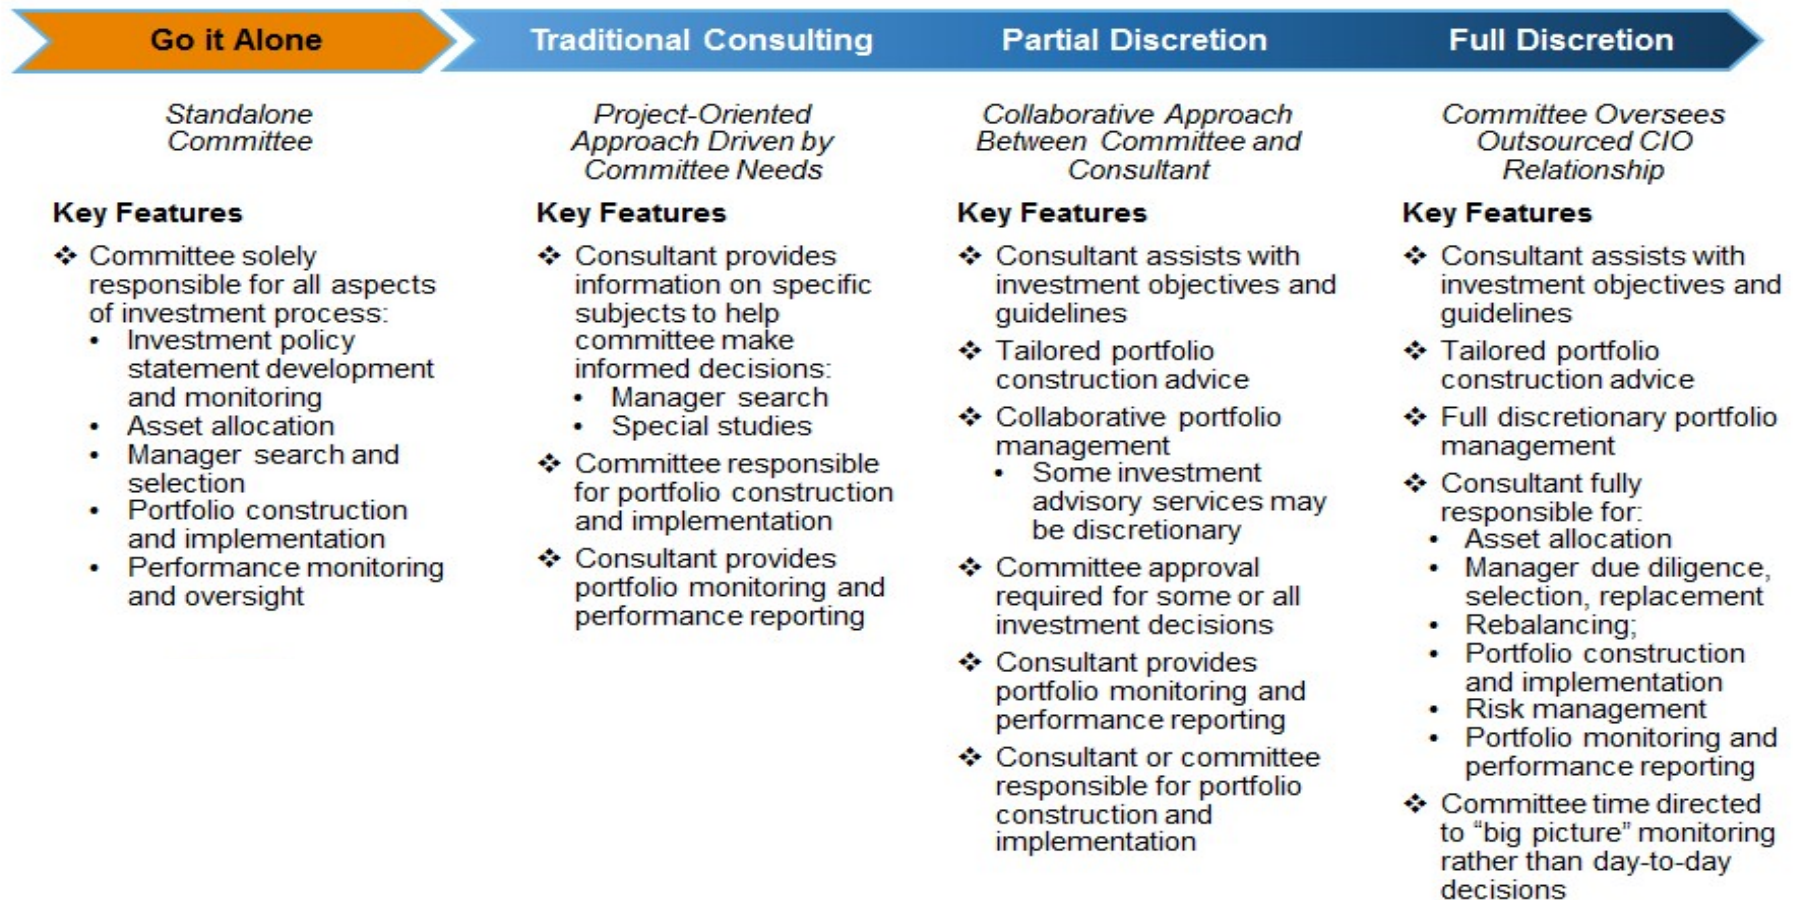 Go it Alone
Traditional Consulting
Partial Discretion
Full Discretion
Standalone
Committee
Project-Oriented
Approach Driven by
Committee Needs
Collaborative Approach
Between Committee and
Consultant
Committee Oversees
Outsourced CIO
Relationship
Key Features
❖ Committee solely
responsible for all aspects
of investment process:
• Investment policy
statement development
and monitoring
• Asset allocation
• Manager search and
selection
• Portfolio construction
and implementation
• Performance monitoring
and oversight
Key Features
❖ Consultant provides
information on specific
subjects to help
committee make
informed decisions:
• Manager search
• Special studies
❖ Committee responsible
for portfolio construction
and implementation
❖ Consultant provides
portfolio monitoring and
performance reporting
Key Features
❖ Consultant assists with
investment objectives and
guidelines
❖ Tailored portfolio
construction advice
❖ Collaborative portfolio
management
• Some investment
advisory services may
be discretionary
❖ Committee approval
required for some or all
investment decisions
❖ Consultant provides
portfolio monitoring and
performance reporting
❖ Consultant or committee
responsible for portfolio
construction and
implementation
Key Features
❖ Consultant assists with
investment objectives and
guidelines
❖ Tailored portfolio
construction advice
❖ Full discretionary portfolio
management
❖ Consultant fully
responsible for:
• Asset allocation
• Manager due diligence,
selection, replacement
• Rebalancing;
• Portfolio construction
and implementation
• Risk management
• Portfolio monitoring and
performance reporting
❖ Committee time directed
to “big picture” monitoring
rather than day-to-day
decisions